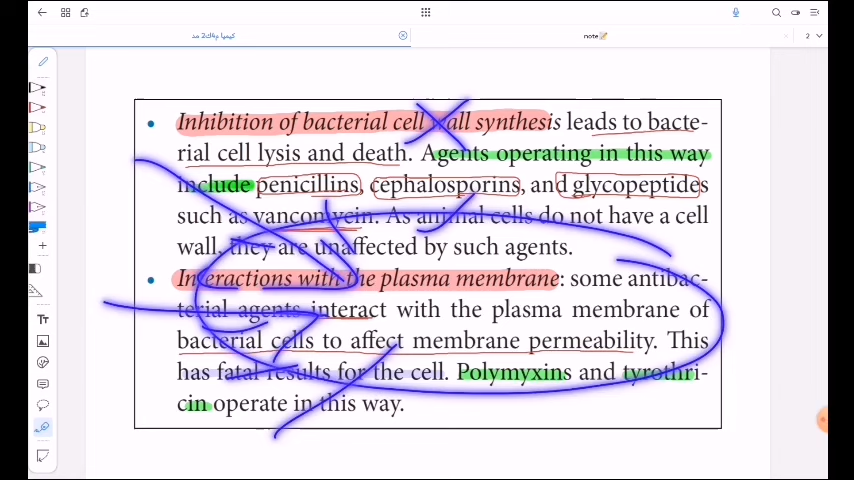 كيميا م4ك2 مد
note📝
2
• Inhibition of bacterial cell wall synthesis leads to bacte-
rial cell lysis and death. Agents operating in this way
include penicillins, cephalosporins, and glycopeptides
such as vancomycin. As animal cells do not have a cell
wall, they are unaffected by such agents.
• Interactions with the plasma membrane: some antibac-
terial agents interact with the plasma membrane of
bacterial cells to affect membrane permeability. This
has fatal results for the cell. Polymyxins and tyrothri-
cin operate in this way.
Tт